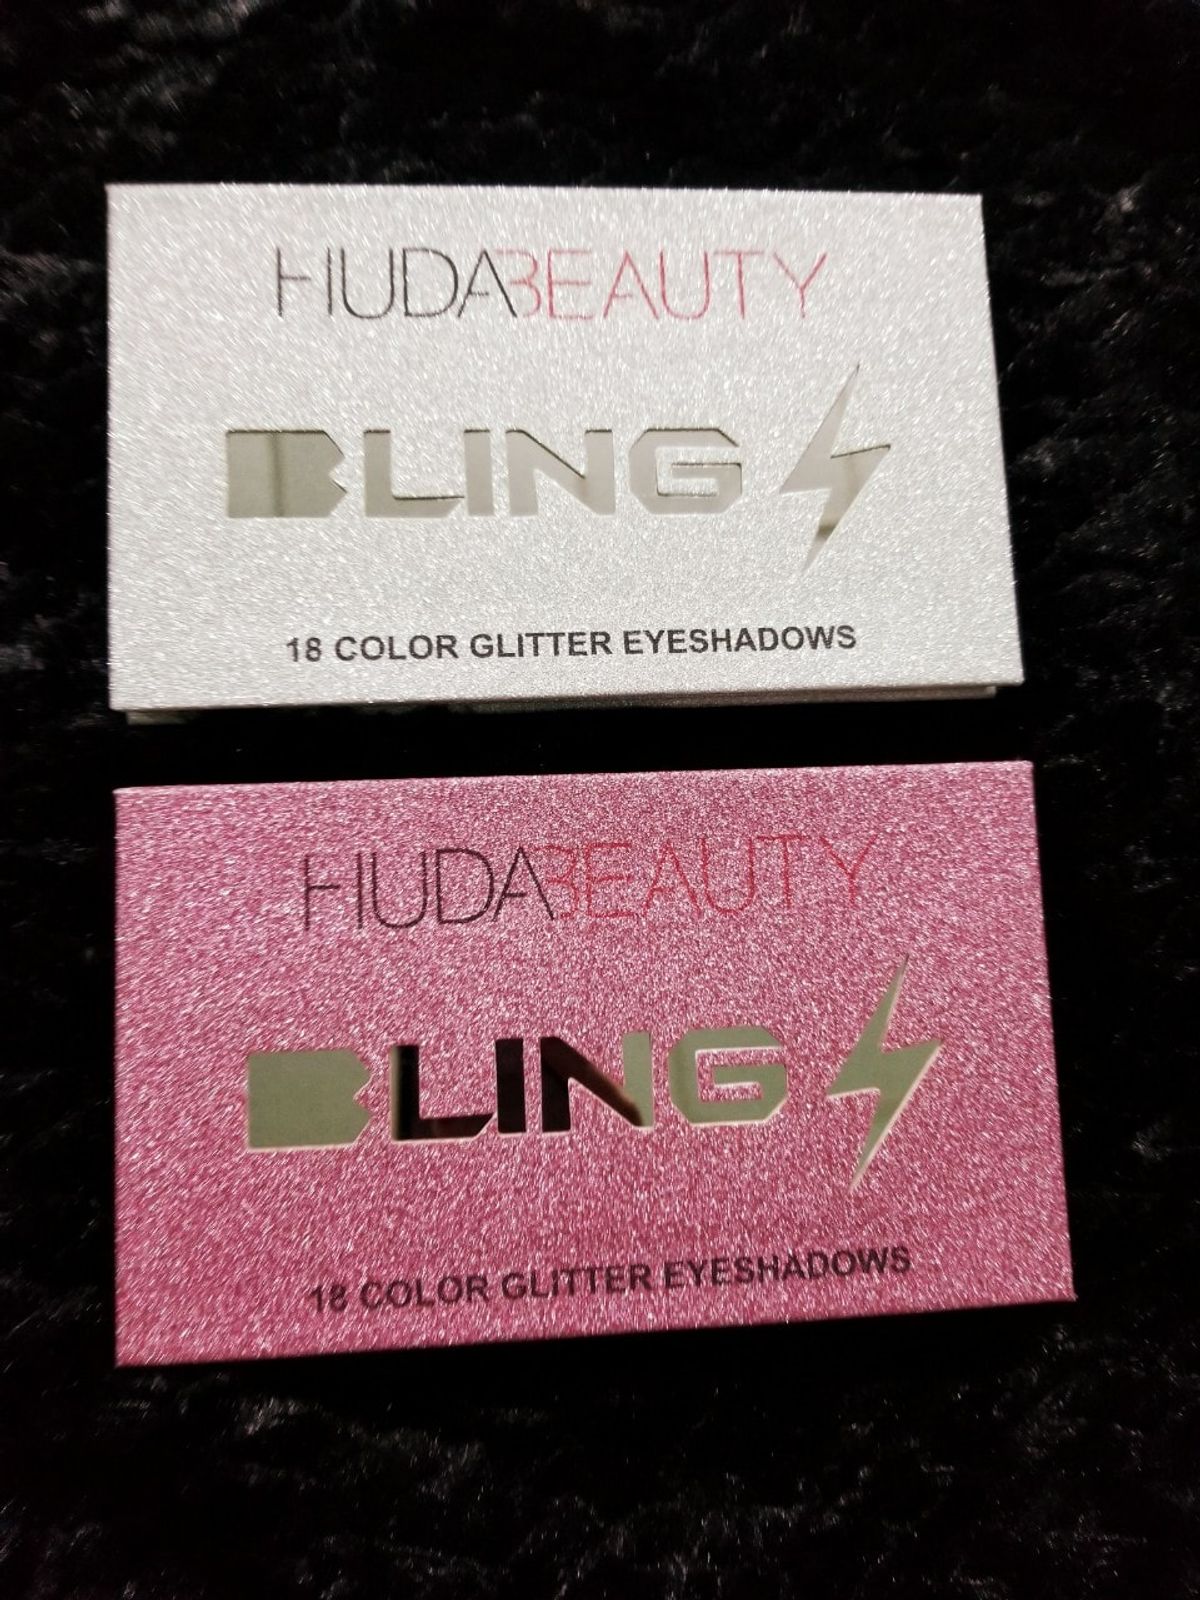 HUDABEAUTY
BLING
18 COLOR GLITTER EYESHADOWS
HUDABEAUTY
BLING
18 COLOR GLITTER EYESHADOWS